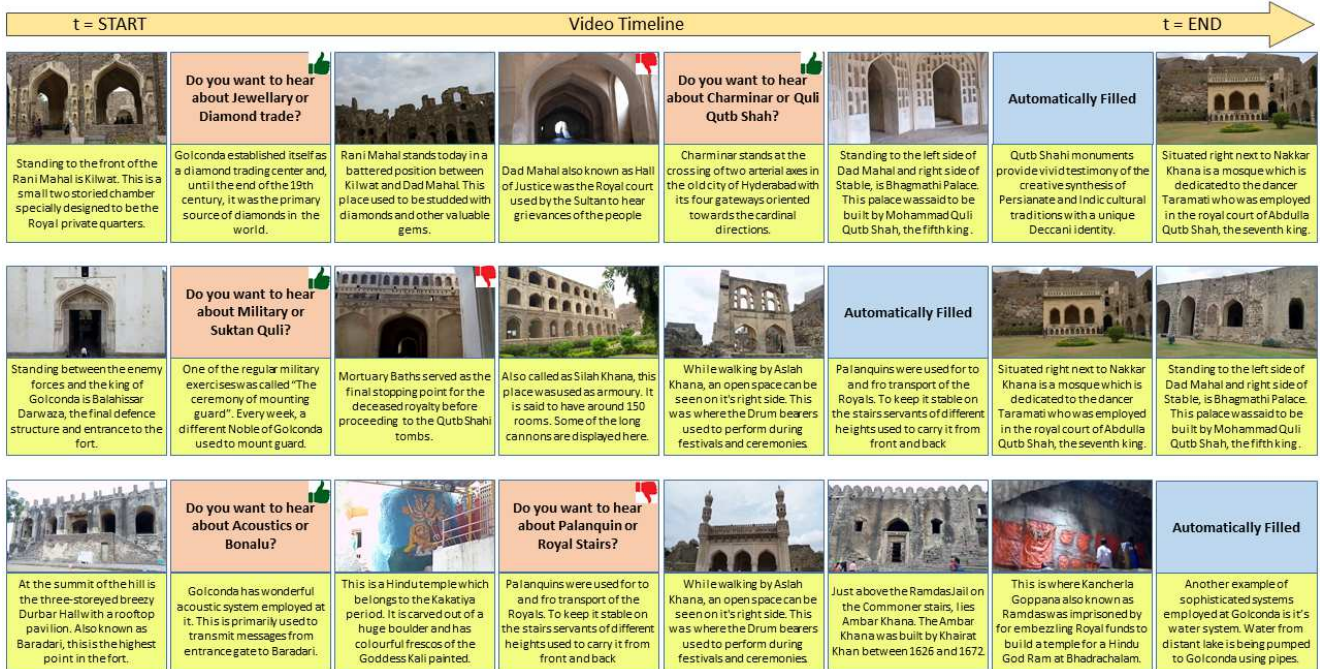 t = START
Video Timeline
t = END
Do you want to hear
about Jewellary or
Diamond trade?
Do you want to hear
about Charminar or Quli
Qutb Shah?
Automatically Filled
Standing to the front of the
Rani Mahal is Kilwat. This is a
small two storied chamber
specially designed to be the
Royal private quarters.
Golconda established itself as
a diamond trading center and,
until the end of the 19th
century, it was the primary
source of diamonds in the
world.
Rani Mahal stands today in a
battered position between
Kilwat and Dad Mahal. This
place used to be studded with
diamonds and other valuable
gems.
Dad Mahal also known as Hall
of Justice was the Royal court
used by the Sultan to hear
grievances of the people
Charminar stands at the
crossing of two arterial axes in
the old city of Hyderabad with
its four gateways oriented
towards the cardinal
directions.
Standing to the left side of
Dad Mahal and right side of
Stable, is Bhagmathi Palace.
This palace was said to be
built by Mohammad Quli
Qutb Shah, the fifth king.
Qutb Shahi monuments
provide vivid testimony of the
creative synthesis of
Persianate and Indic cultural
traditions with a unique
Deccani identity.
Situated right next to Nakkar
Khana is a mosque which is
dedicated to the dancer
Taramati who was employed
in the royal court of Abdulla
Qutb Shah, the seventh king.
Do you want to hear
about Military or
Suktan Quli?
Automatically Filled
Standing between the enemy
forces and the king of
Golconda is Balahissar
Darwaza, the final defence
structure and entrance to the
fort.
One of the regular military
exercises was called "The
ceremony of mounting
guard". Every week, a
different Noble of Golconda
used to mount guard.
Mortuary Baths served as the
final stopping point for the
deceased royalty before
proceeding to the Qutb Shahi
tombs.
Also called as Silah Khana, this
place was used as armoury. It
is said to have around 150
rooms. Some of the long
cannons are displayed here.
While walking by Aslah
Khana, an open space can be
seen on it's right side. This
was where the Drum bearers
used to perform during
festivals and ceremonies.
Palanquins were used for to
and fro transport of the
Royals. To keep it stable on
the stairs servants of different
heights used to carry it from
front and back
Situated right next to Nakkar
Khana is a mosque which is
dedicated to the dancer
Taramati who was employed
in the royal court of Abdulla
Qutb Shah, the seventh king.
Standing to the left side of
Dad Mahal and right side of
Stable, is Bhagmathi Palace.
This palace was said to be
built by Mohammad Quli
Qutb Shah, the fifth king.
Do you want to hear
about Acoustics or
Bonalu?
Do you want to hear
about Palanquin or
Royal Stairs?
Automatically Filled
At the summit of the hill is
the three-storeyed breezy
Durbar Hall with a rooftop
pavilion. Also known as
Baradari, this is the highest
point in the fort.
Golconda has wonderful
acoustic system employed at
it. This is primarily used to
transmit messages from
entrance gate to Baradari.
This is a Hindu temple which
belongs to the Kakatiya
period. It is carved out of a
huge boulder and has
colourful frescos of the
Goddess Kali painted.
Palanquins were used for to
and fro transport of the
Royals. To keep it stable on
the stairs servants of different
heights used to carry it from
front and back
While walking by Aslah
Khana, an open space can be
seen on it's right side. This
was where the Drum bearers
used to perform during
festivals and ceremonies.
Just above the Ramdas Jail on
the Commoner stairs, lies
Ambar Khana. The Ambar
Khana was built by Khairat
Khan between 1626 and 1672.
This is where Kancherla
Goppana also known as
Ramdas was imprisoned by
for embezzling Royal funds to
build a temple for a Hindu
God Ram at Bhadrachalam.
Another example of
sophisticated systems
employed at Golconda is it's
water system. Water from
distant lake is being pumped
to Golconda using pipes.